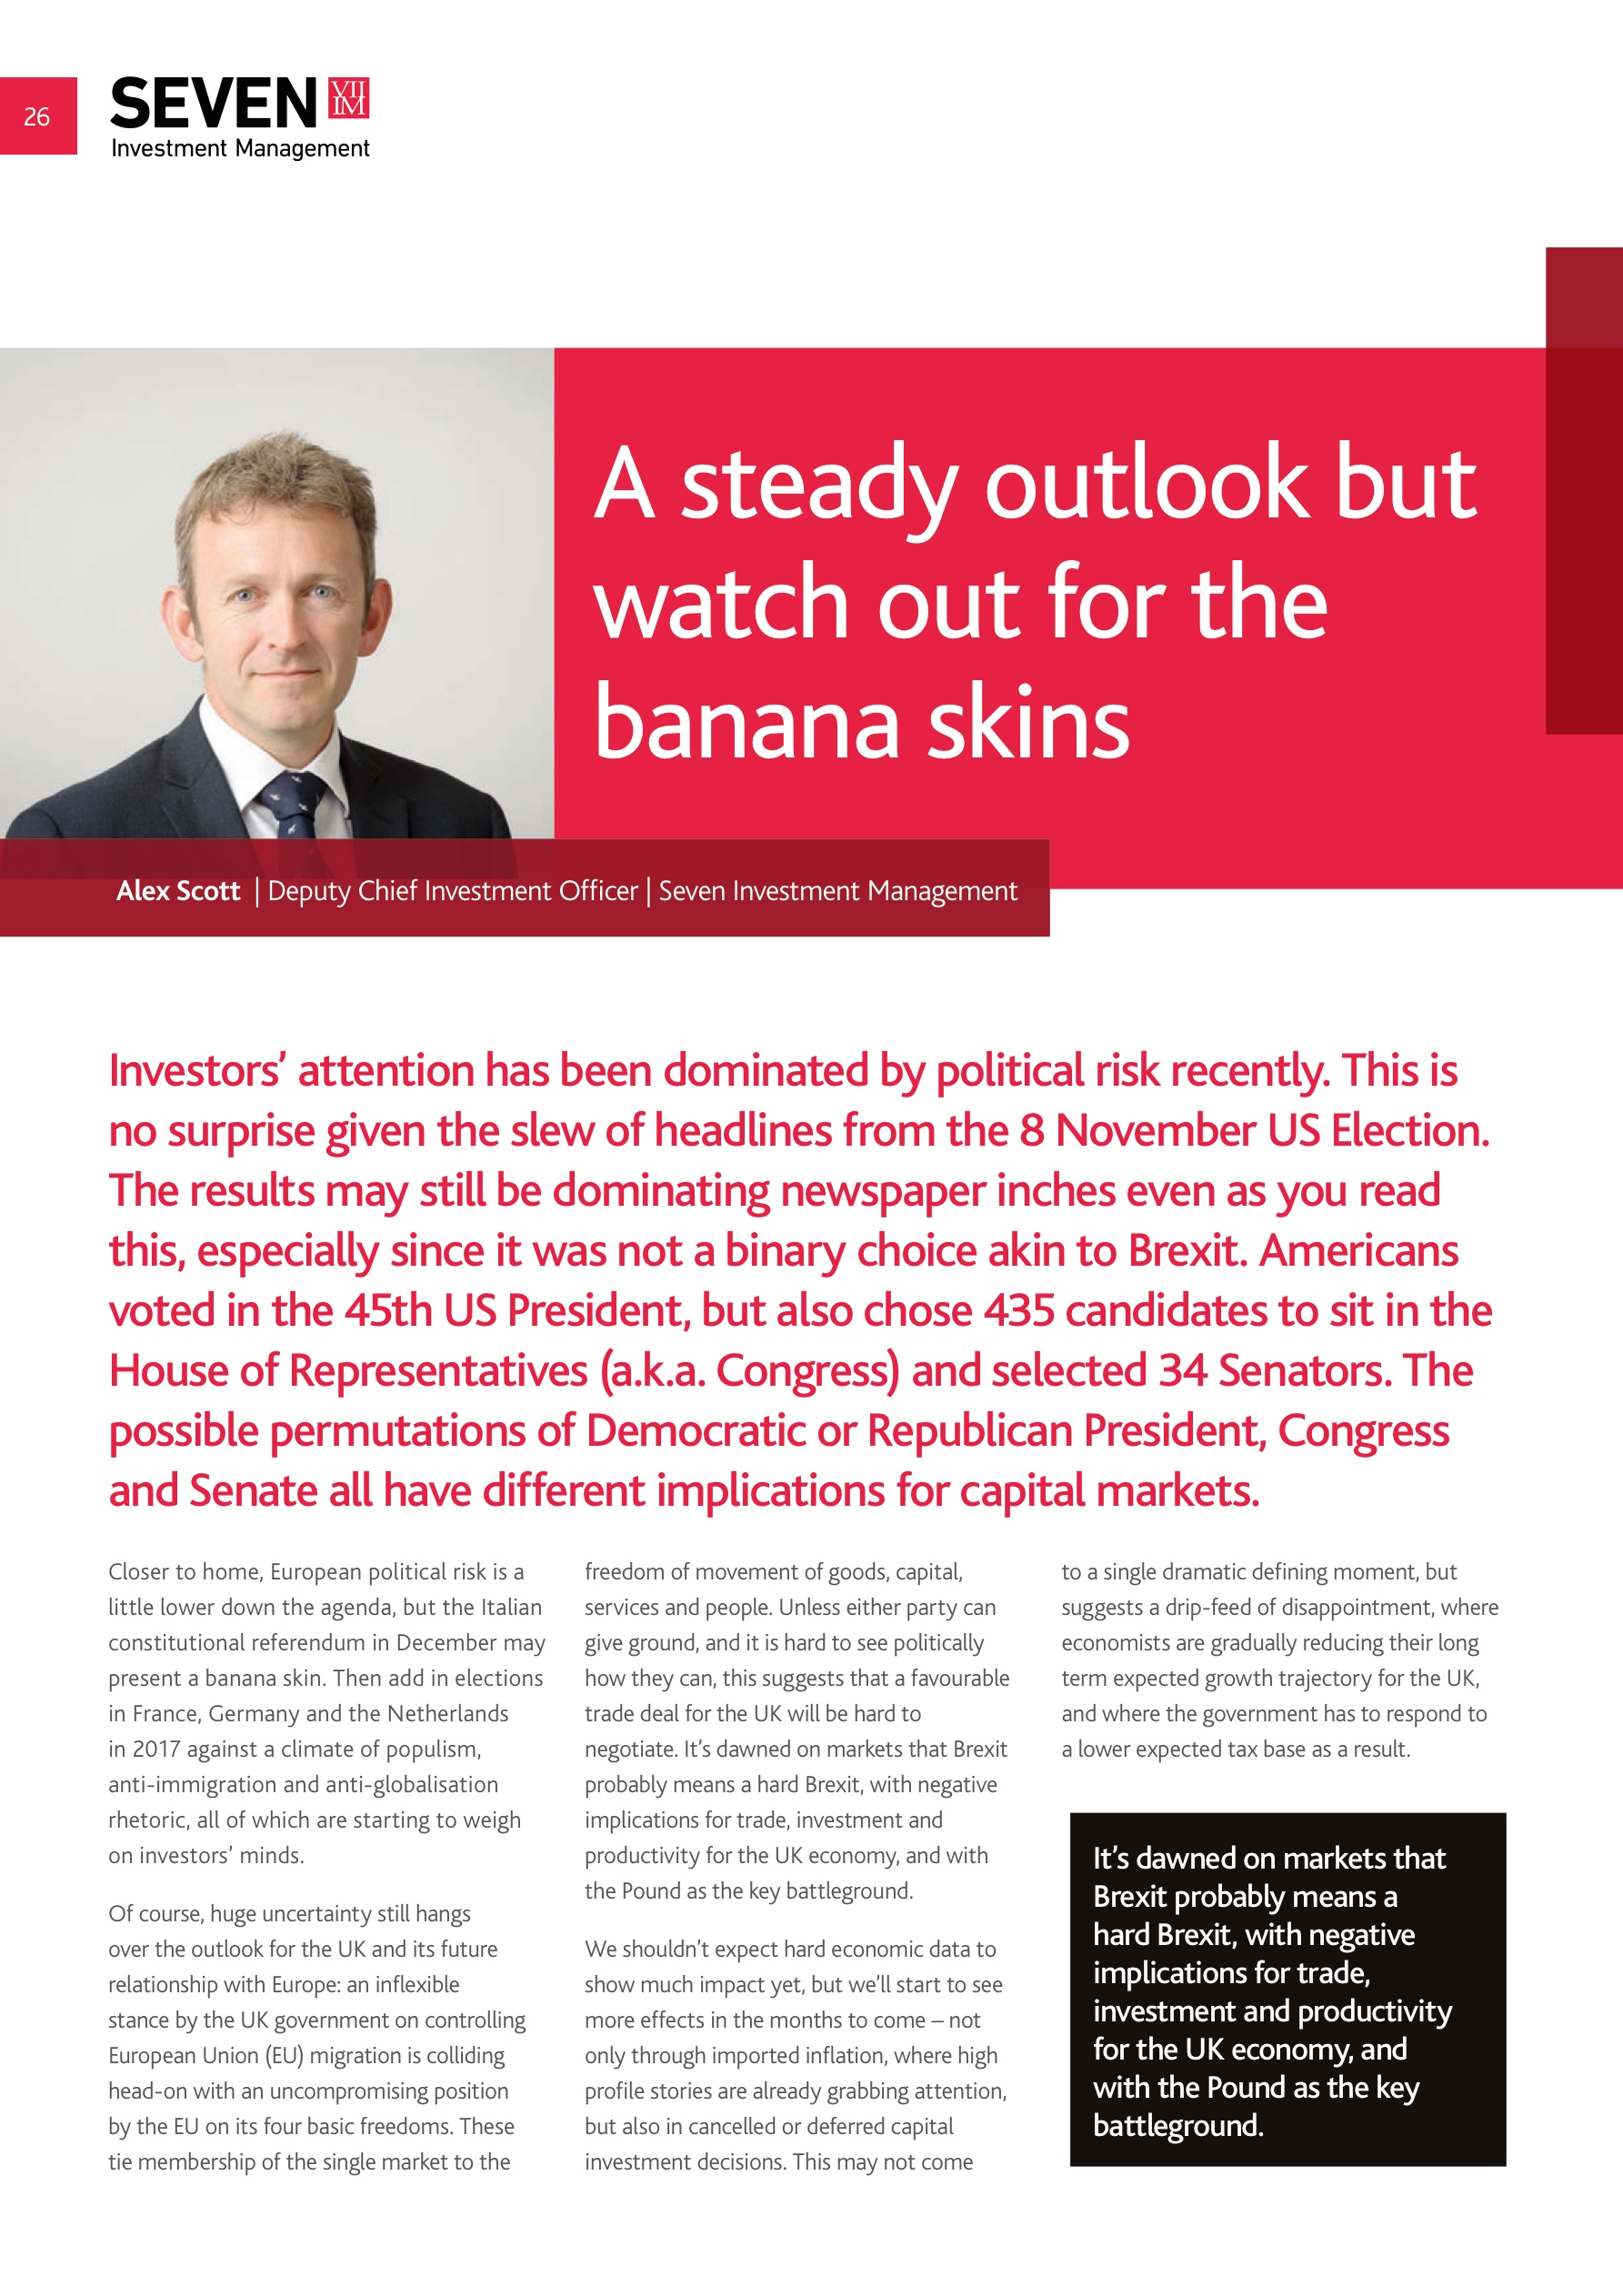 26
SEVEN VII
IM
Investment Management
A steady outlook but
watch out for the
banana skins
Alex Scott | Deputy Chief Investment Officer | Seven Investment Management
Investors’ attention has been dominated by political risk recently. This is
no surprise given the slew of headlines from the 8 November US Election.
The results may still be dominating newspaper inches even as you read
this, especially since it was not a binary choice akin to Brexit. Americans
voted in the 45th US President, but also chose 435 candidates to sit in the
House of Representatives (a.k.a. Congress) and selected 34 Senators. The
possible permutations of Democratic or Republican President, Congress
and Senate all have different implications for capital markets.
Closer to home, European political risk is a
little lower down the agenda, but the Italian
constitutional referendum in December may
present a banana skin. Then add in elections
in France, Germany and the Netherlands
in 2017 against a climate of populism,
anti-immigration and anti-globalisation
rhetoric, all of which are starting to weigh
on investors’ minds.
Of course, huge uncertainty still hangs
over the outlook for the UK and its future
relationship with Europe: an inflexible
stance by the UK government on controlling
European Union (EU) migration is colliding
head-on with an uncompromising position
by the EU on its four basic freedoms. These
tie membership of the single market to the
freedom of movement of goods, capital,
services and people. Unless either party can
give ground, and it is hard to see politically
how they can, this suggests that a favourable
trade deal for the UK will be hard to
negotiate. It’s dawned on markets that Brexit
probably means a hard Brexit, with negative
implications for trade, investment and
productivity for the UK economy, and with
the Pound as the key battleground.
We shouldn’t expect hard economic data to
show much impact yet, but we’ll start to see
more effects in the months to come – not
only through imported inflation, where high
profile stories are already grabbing attention,
but also in cancelled or deferred capital
investment decisions. This may not come
to a single dramatic defining moment, but
suggests a drip-feed of disappointment, where
economists are gradually reducing their long
term expected growth trajectory for the UK,
and where the government has to respond to
a lower expected tax base as a result.
It’s dawned on markets that
Brexit probably means a
hard Brexit, with negative
implications for trade,
investment and productivity
for the UK economy, and
with the Pound as the key
battleground.